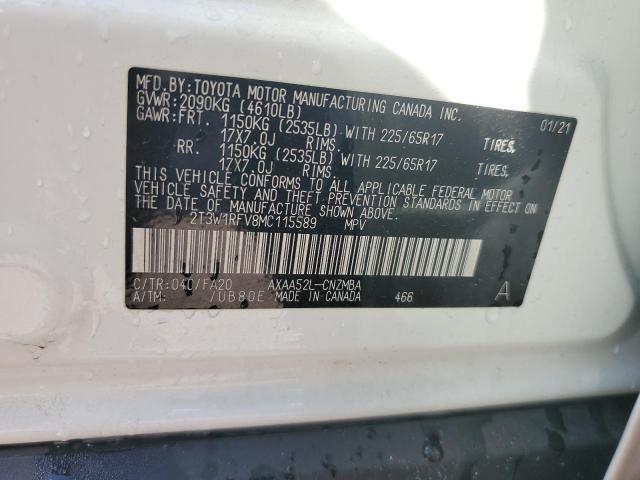 MFD.BY:TOYOTA MOTOR MANUFACTURING CANADA INC.
GVWR:2090KG (4610LB) 01/21
GAWR:FRT. 1150KG (2535LB) WITH 225/65R17 TIRES,
17X7.0J RIMS.
RR. 1150KG (2535LB) WITH 225/65R17 TIRES,
17X7.0J RIMS.
THIS VEHICLE CONFORMS TO ALL APPLICABLE FEDERAL MOTOR
VEHICLE SAFETY AND THEFT PREVENTION STANDARDS IN EFFECT ON
THE DATE OF MANUFACTURE SHOWN ABOVE.
2T3W1RFV8MC115589 MPV
C/TR:040/FA20 AXAA52L-CNZMBA
A/TM: /UB80E MADE IN CANADA 466 A